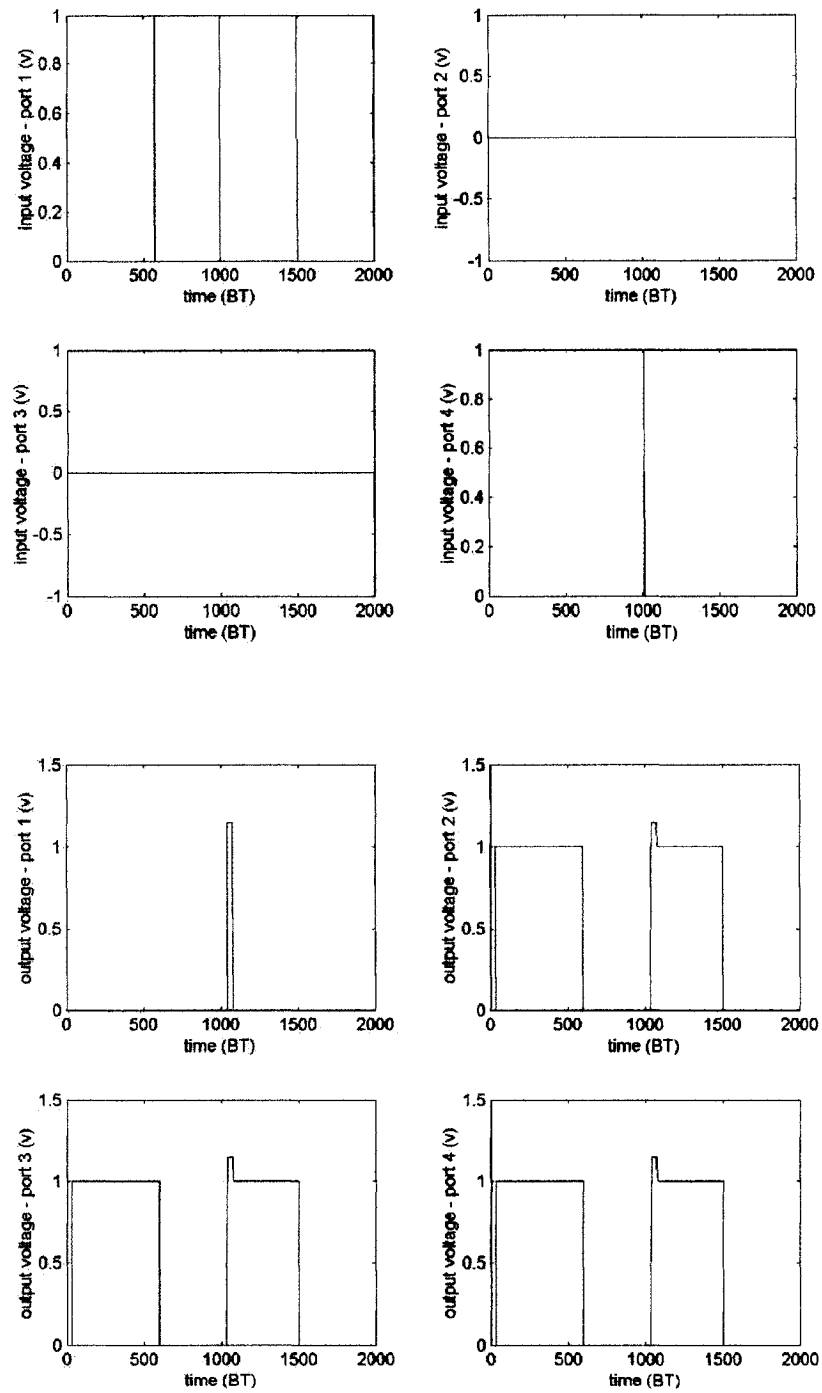 input voltage - port 1 (v)
1
0.8
0.6
0.4
0.2
0
0 500 1000 1500 2000
time (BT)
input voltage - port 2 (v)
1
0.5
0
-0.5
-1
0 500 1000 1500 2000
time (BT)
input voltage - port 3 (v)
1
0.5
0
-0.5
-1
0 500 1000 1500 2000
time (BT)
input voltage - port 4 (v)
1
0.8
0.6
0.4
0.2
0
0 500 1000 1500 2000
time (BT)
output voltage - port 1 (v)
1.5
1
0.5
0
0 500 1000 1500 2000
time (BT)
output voltage - port 2 (v)
1.5
1
0.5
0
0 500 1000 1500 2000
time (BT)
output voltage - port 3 (v)
1.5
1
0.5
0
0 500 1000 1500 2000
time (BT)
output voltage - port 4 (v)
1.5
1
0.5
0
0 500 1000 1500 2000
time (BT)